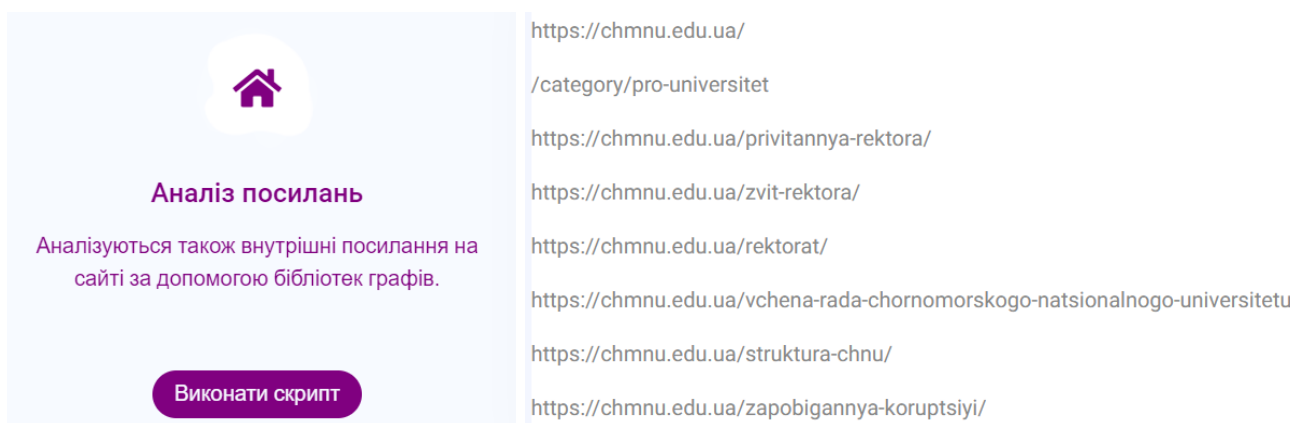 Аналіз посилань
Аналізуються також внутрішні посилання на
сайті за допомогою бібліотек графів.
Виконати скрипт
https://chmnu.edu.ua/
/category/pro-universitet
https://chmnu.edu.ua/privitannya-rektora/
https://chmnu.edu.ua/zvit-rektora/
https://chmnu.edu.ua/rektorat/
https://chmnu.edu.ua/vchena-rada-chornomorskogo-natsionalnogo-universitetu
https://chmnu.edu.ua/struktura-chnu/
https://chmnu.edu.ua/zapobigannya-koruptsiyi/